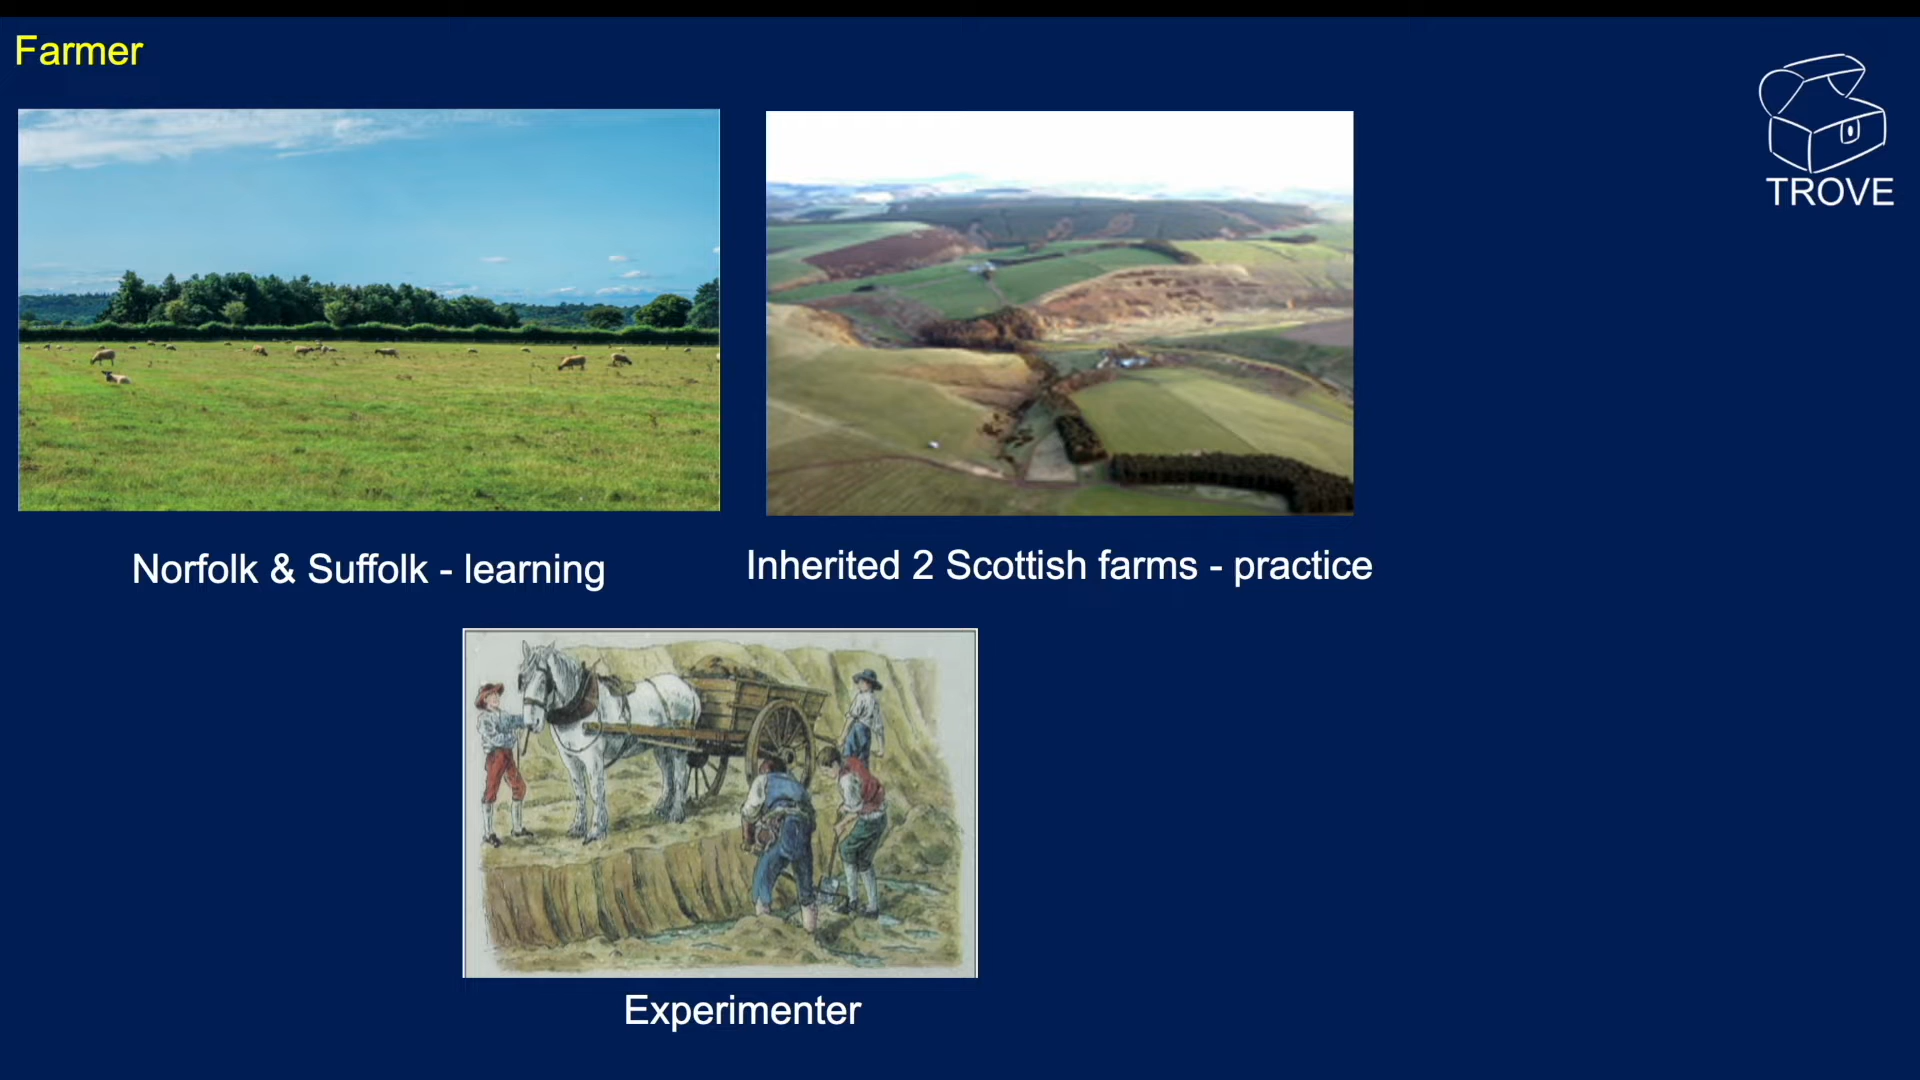 Farmer
TROVE
Norfolk & Suffolk - learning
Inherited 2 Scottish farms - practice
Experimenter